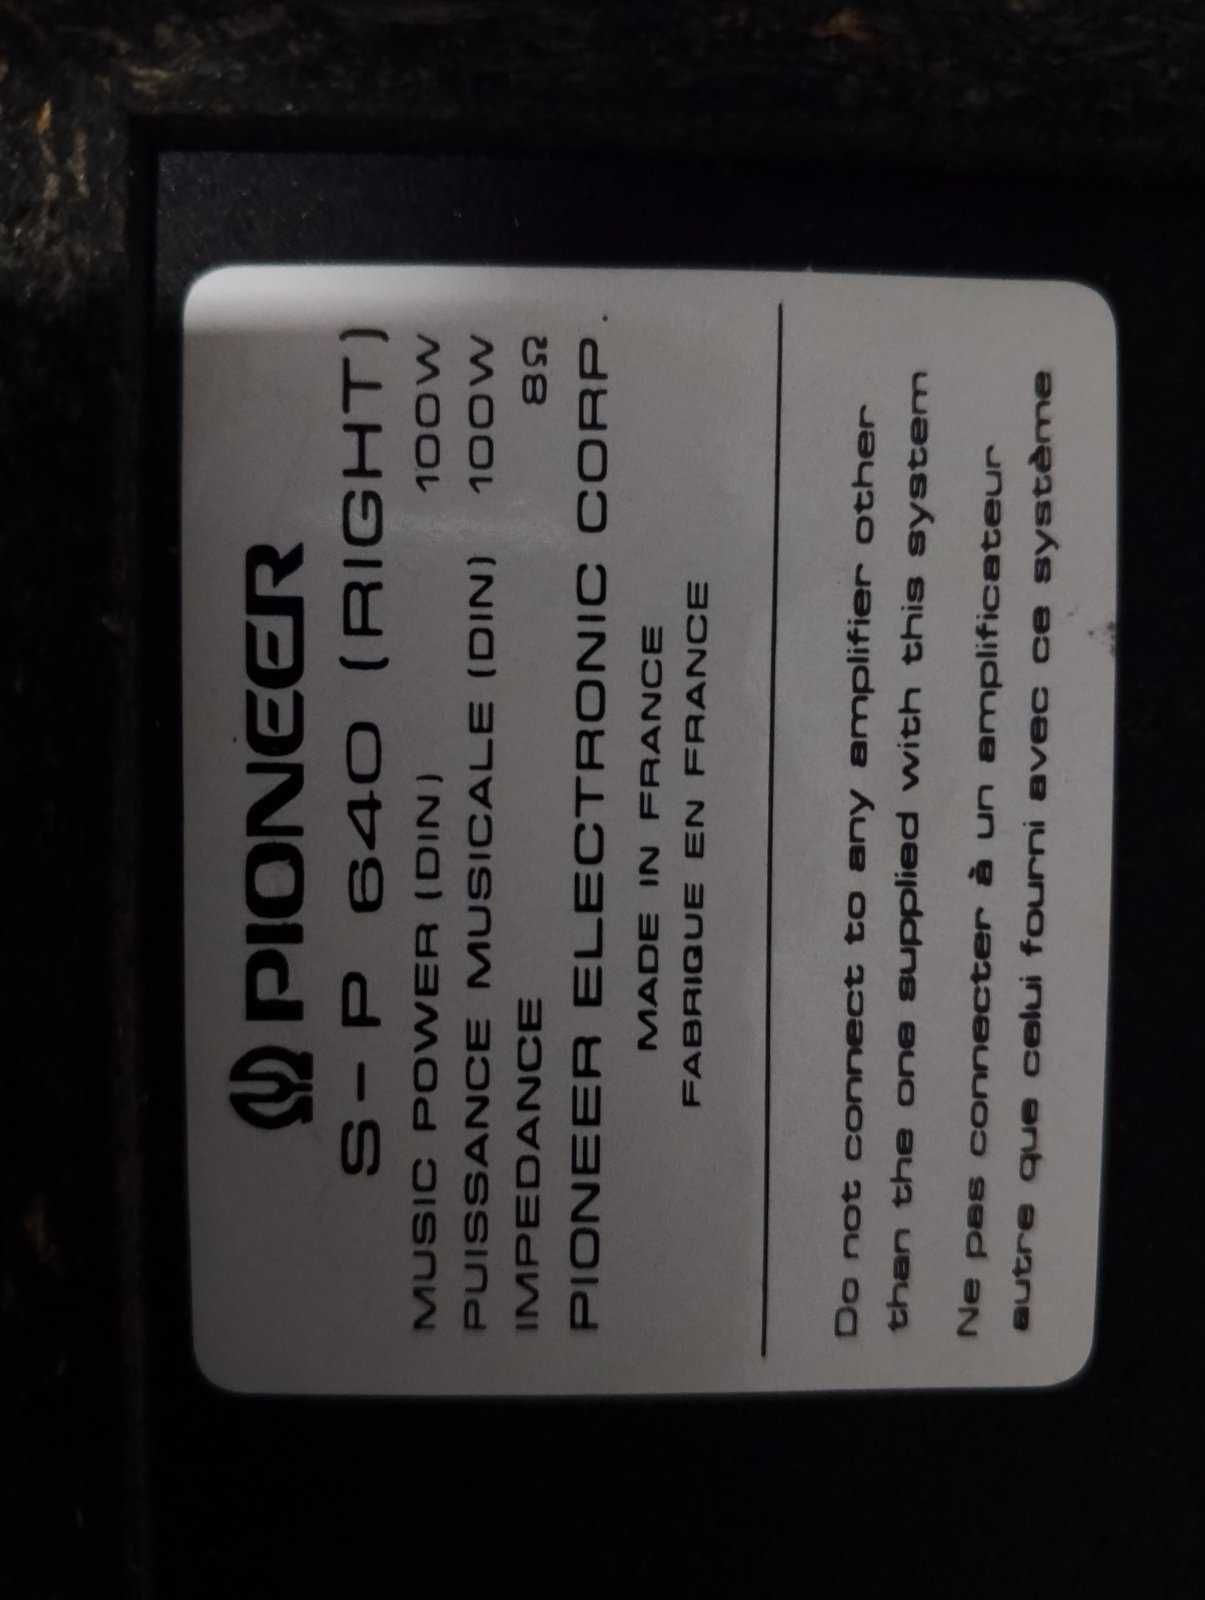 PIONEER
S-P 640 (RIGHT)
MUSIC POWER (DIN) 100W
PUISSANCE MUSICALE (DIN) 100W
IMPEDANCE 8Ω
PIONEER ELECTRONIC CORP.
MADE IN FRANCE
FABRIQUE EN FRANCE
Do not connect to any amplifier other
than the one supplied with this system
Ne pas connecter à un amplificateur
autre que celui fourni avec ce système